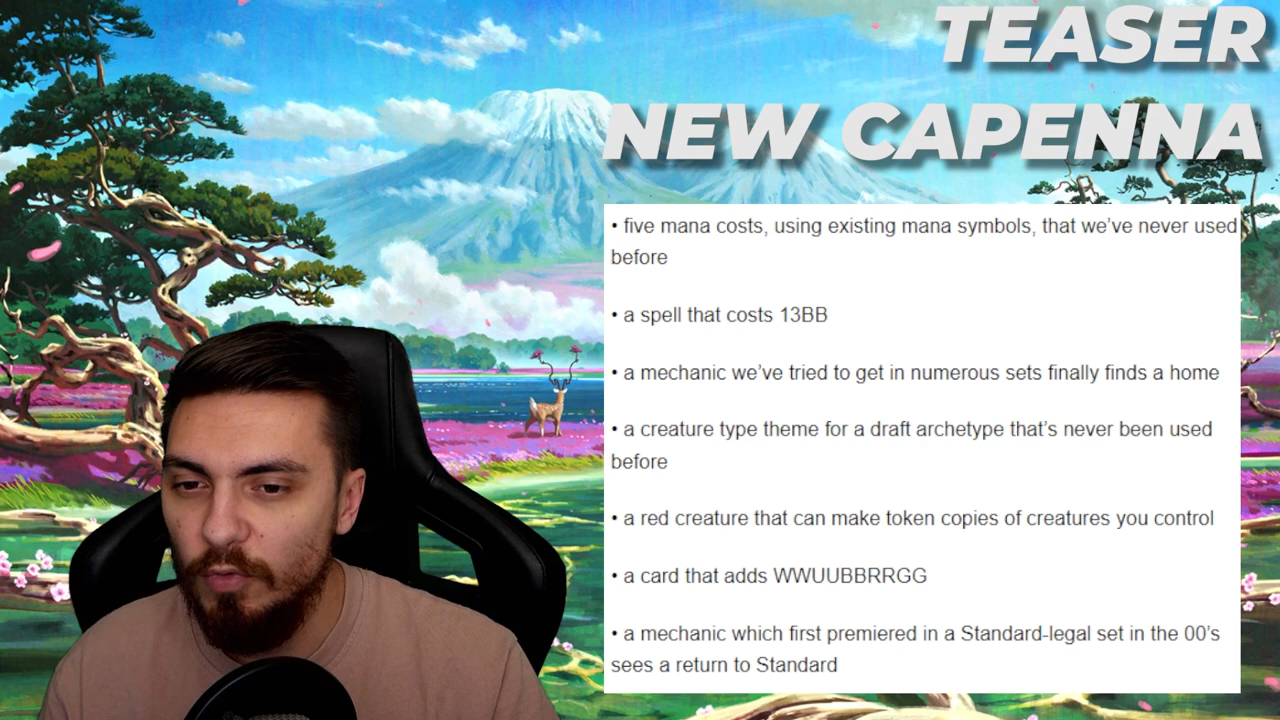 TEASER
NEW CAPENNA
• five mana costs, using existing mana symbols, that we've never used
before
• a spell that costs 13BB
• a mechanic we've tried to get in numerous sets finally finds a home
• a creature type theme for a draft archetype that's never been used
before
• a red creature that can make token copies of creatures you control
• a card that adds WWUUBBRRGG
• a mechanic which first premiered in a Standard-legal set in the 00's
sees a return to Standard